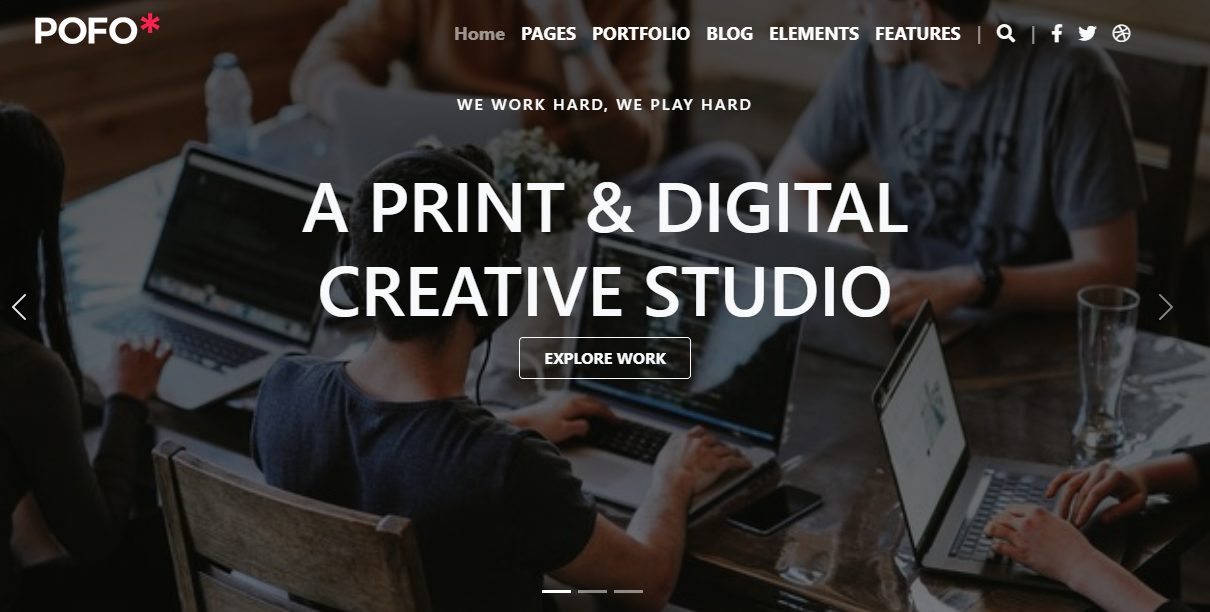 POFO*
Home PAGES PORTFOLIO BLOG ELEMENTS FEATURES | |
WE WORK HARD, WE PLAY HARD
A PRINT & DIGITAL
CREATIVE STUDIO
EXPLORE WORK